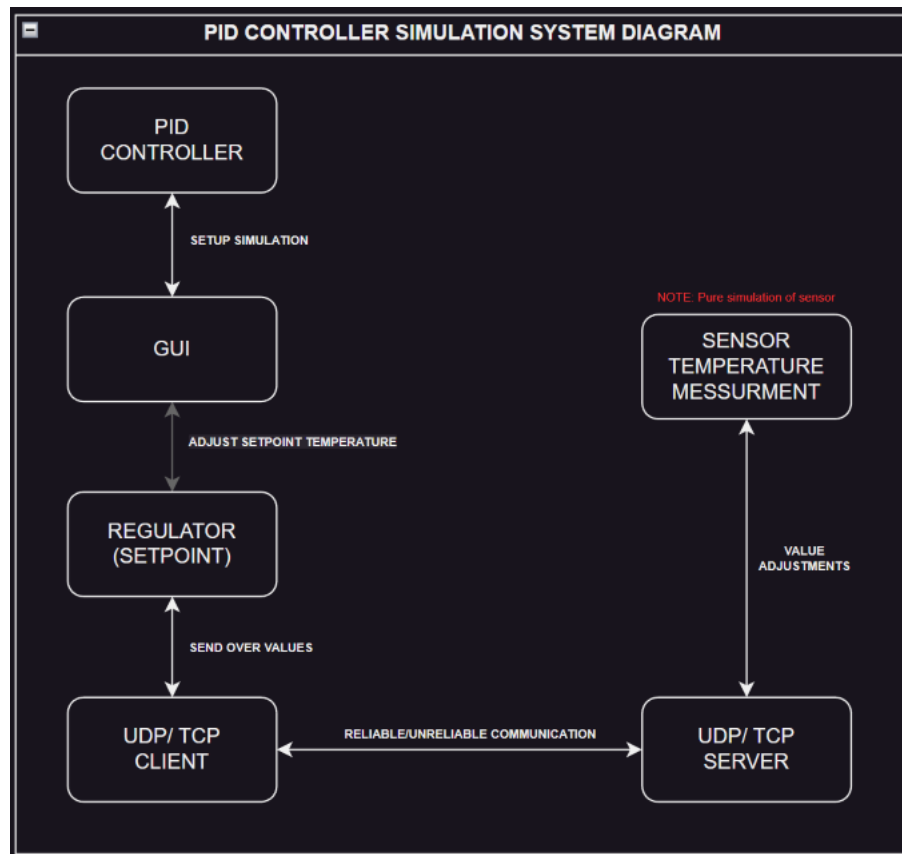 PID CONTROLLER SIMULATION SYSTEM DIAGRAM
PID
CONTROLLER
SETUP SIMULATION
GUI
ADJUST SETPOINT TEMPERATURE
REGULATOR
(SETPOINT)
SEND OVER VALUES
UDP/ TCP
CLIENT
RELIABLE/UNRELIABLE COMMUNICATION
NOTE: Pure simulation of sensor
SENSOR
TEMPERATURE
MESSURMENT
VALUE
ADJUSTMENTS
UDP/ TCP
SERVER